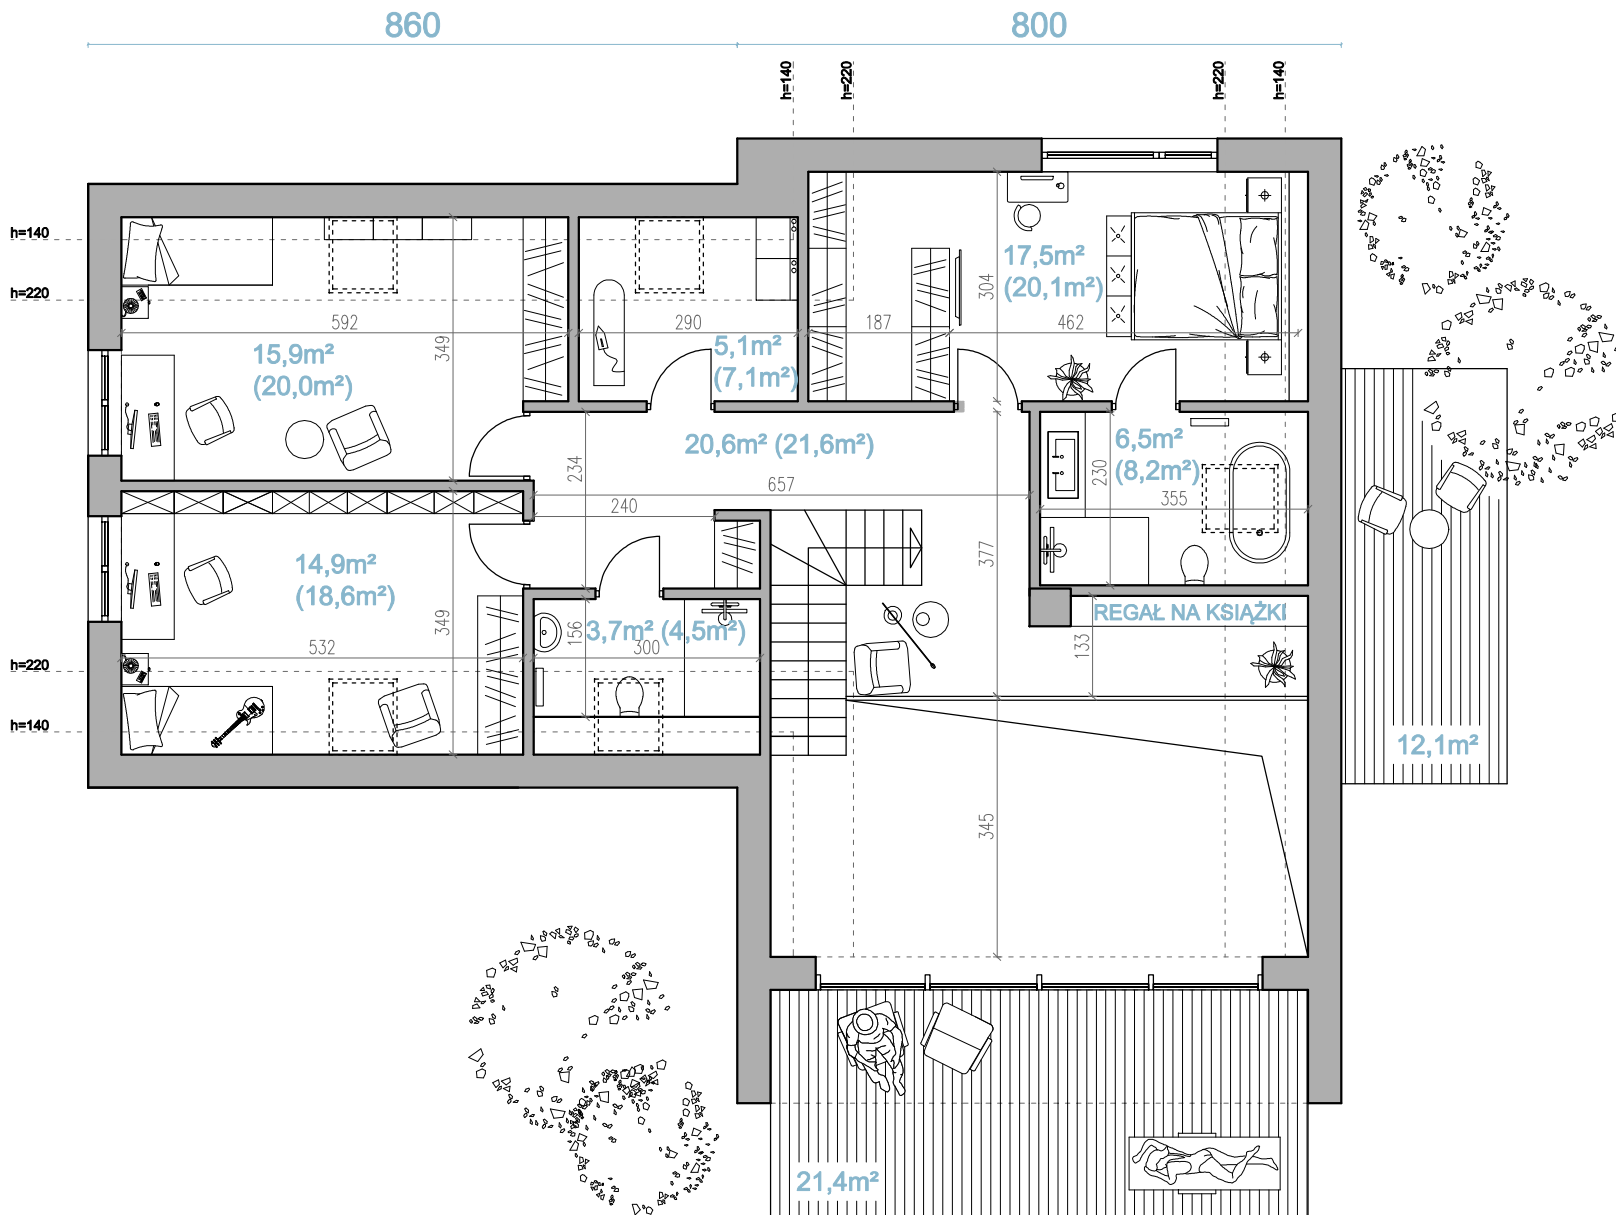 860
800
h=140
h=220
h=220
h=140
h=140
h=220
592
349
15,9m²
(20,0m²)
290
5,1m²
(7,1m²)
187
304
17,5m²
(20,1m²)
462
20,6m² (21,6m²)
234
657
240
377
6,5m²
(8,2m²)
230
355
14,9m²
(18,6m²)
349
532
156
3,7m² (4,5m²)
300
REGAŁ NA KSIĄŻKI
133
h=220
h=140
12,1m²
345
21,4m²